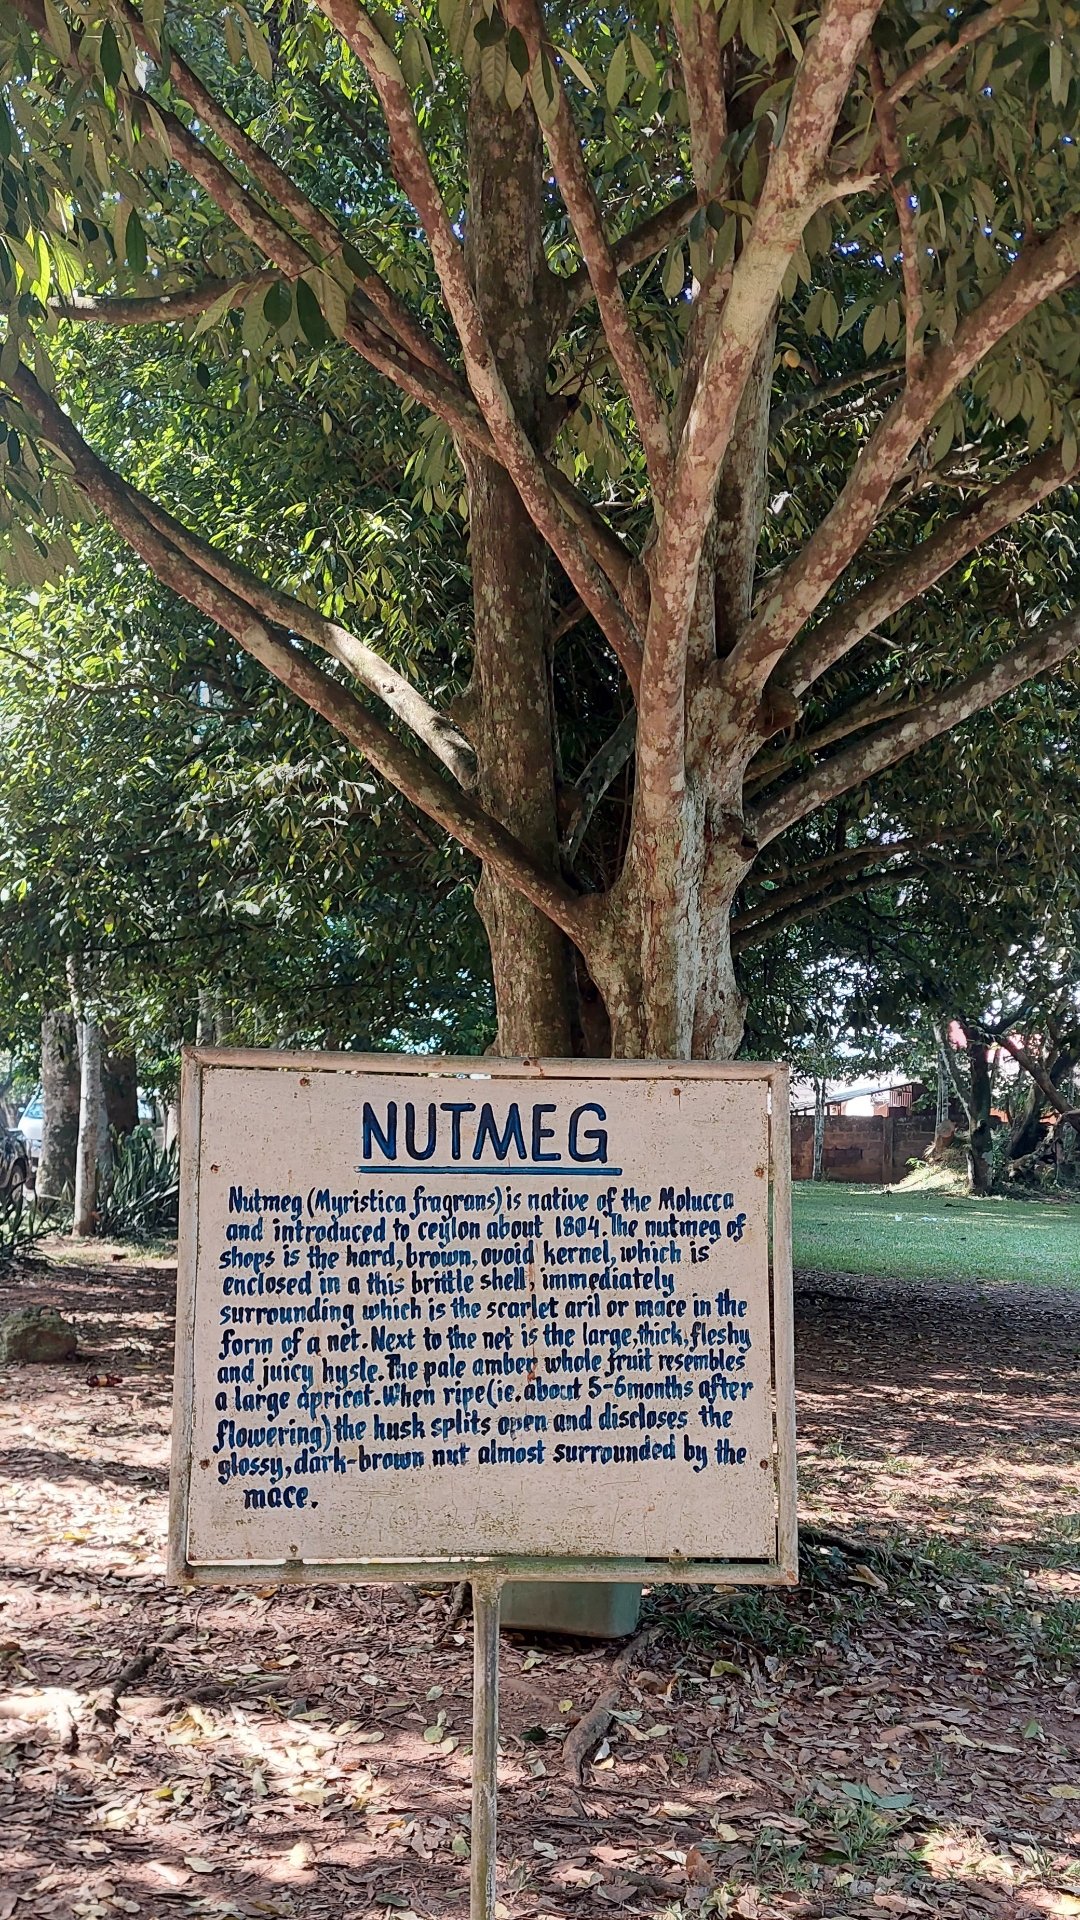 NUTMEG
Nutmeg (Myristica fragrans) is native of the Molucca
and introduced to ceylon about 1804. The nutmeg of
shops is the hard, brown, ovoid kernel, which is
enclosed in a this brittle shell, immediately
surrounding which is the scarlet aril or mace in the
form of a net. Next to the net is the large, thick, fleshy
and juicy hysle. The pale amber whole fruit resembles
a large apricot. When ripe (ie. about 5-6months after
flowering) the husk splits open and discloses the
glossy, dark-brown nut almost surrounded by the
mace.